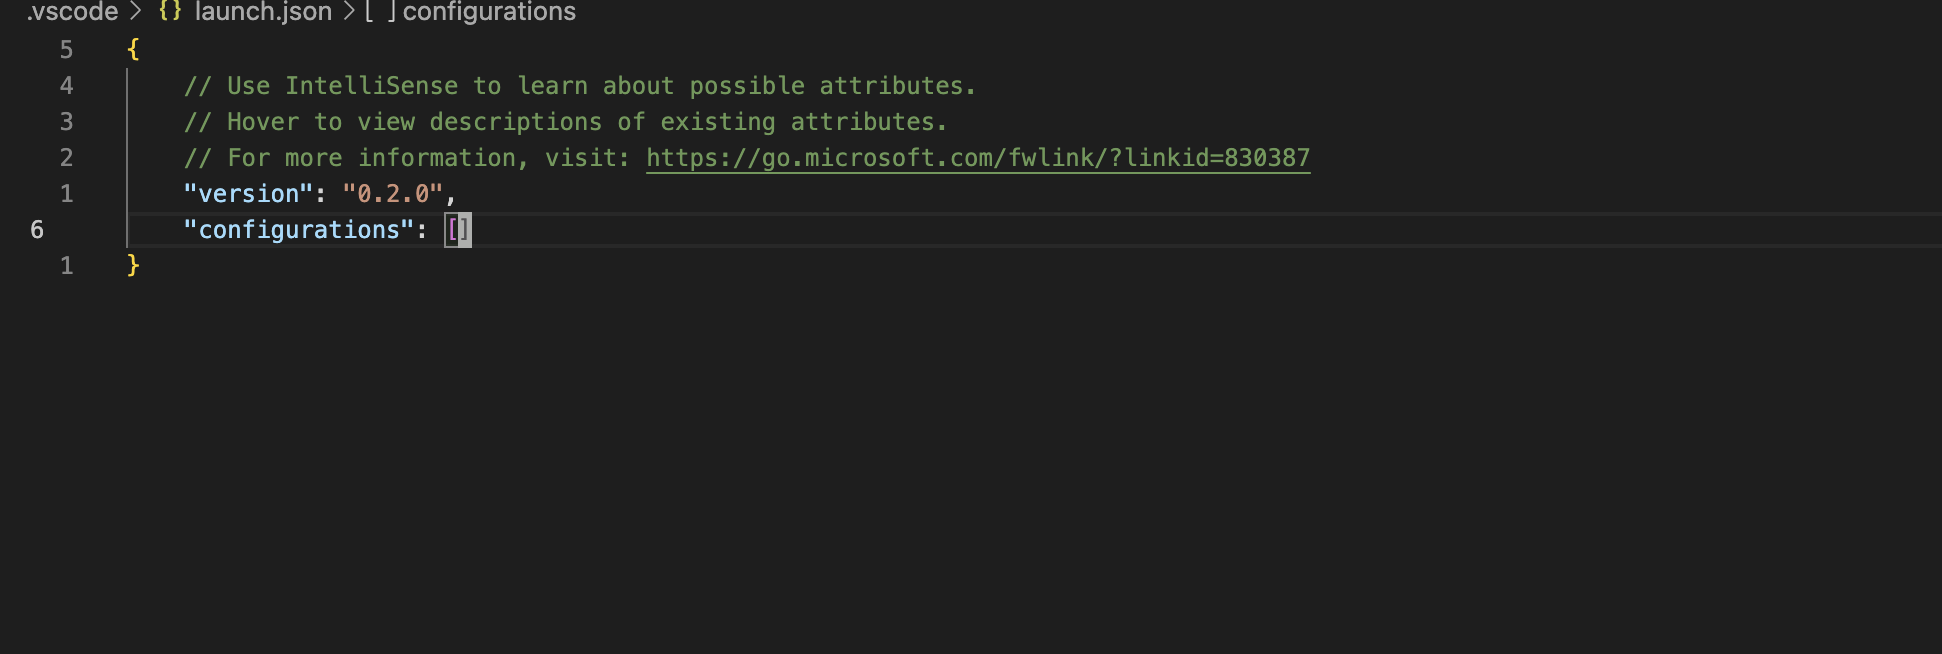 .vscode > {} launch.json > [ ] configurations
5 {
4 // Use IntelliSense to learn about possible attributes.
3 // Hover to view descriptions of existing attributes.
2 // For more information, visit: https://go.microsoft.com/fwlink/?linkid=830387
1 "version": "0.2.0",
6 "configurations": []
1 }